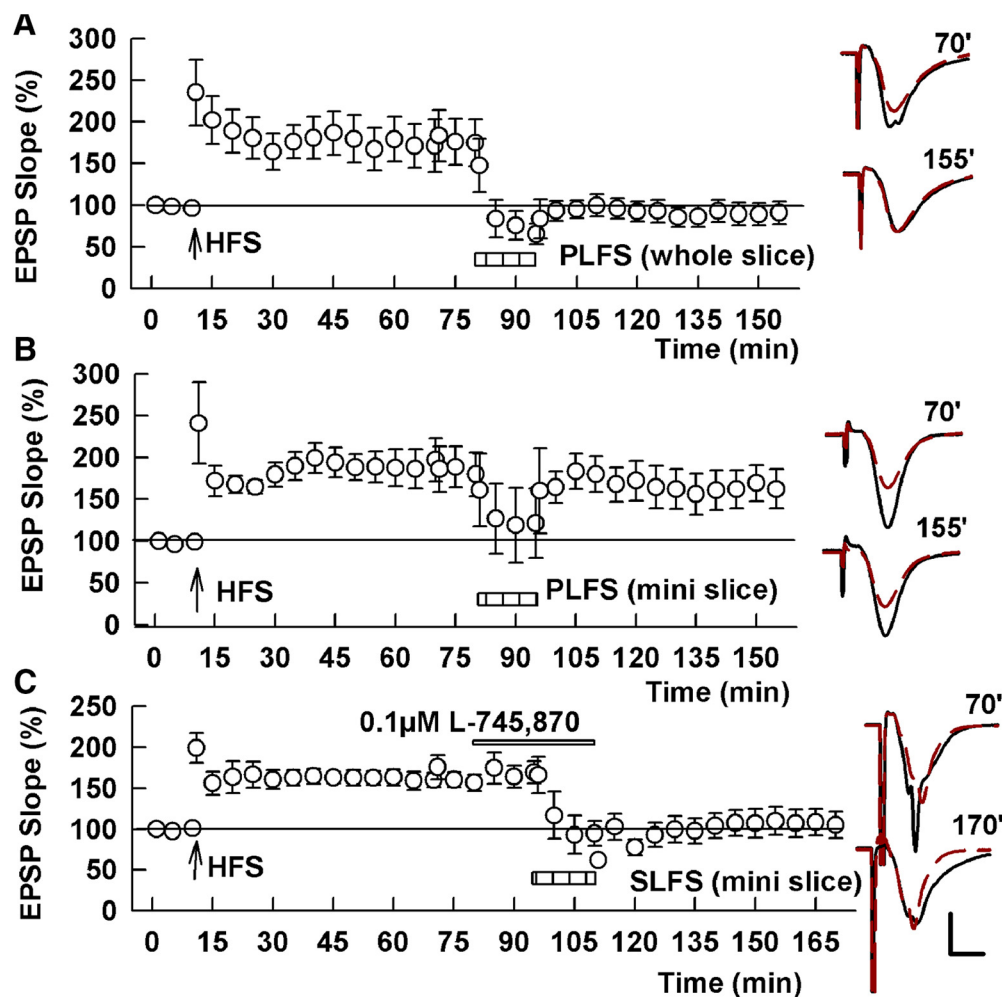 A
EPSP Slope (%)
300
250
200
150
100
50
0
HFS
PLFS (whole slice)
0 15 30 45 60 75 90 105 120 135 150
Time (min)
70'
155'
B
EPSP Slope (%)
300
250
200
150
100
50
0
HFS
PLFS (mini slice)
0 15 30 45 60 75 90 105 120 135 150
Time (min)
70'
155'
C
EPSP Slope (%)
250
200
150
100
50
0
0.1µM L-745,870
HFS
SLFS (mini slice)
0 15 30 45 60 75 90 105 120 135 150 165
Time (min)
70'
170'